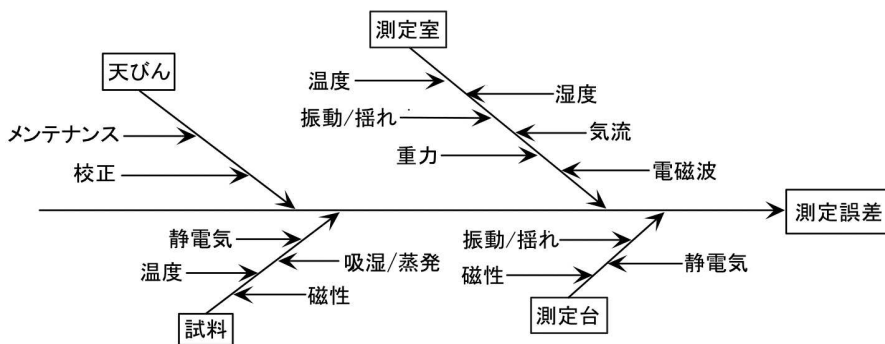 測定室
天びん
温度
湿度
振動/揺れ
気流
メンテナンス
重力
校正
電磁波
測定誤差
静電気
吸湿/蒸発
温度
磁性
試料
振動/揺れ
静電気
磁性
測定台